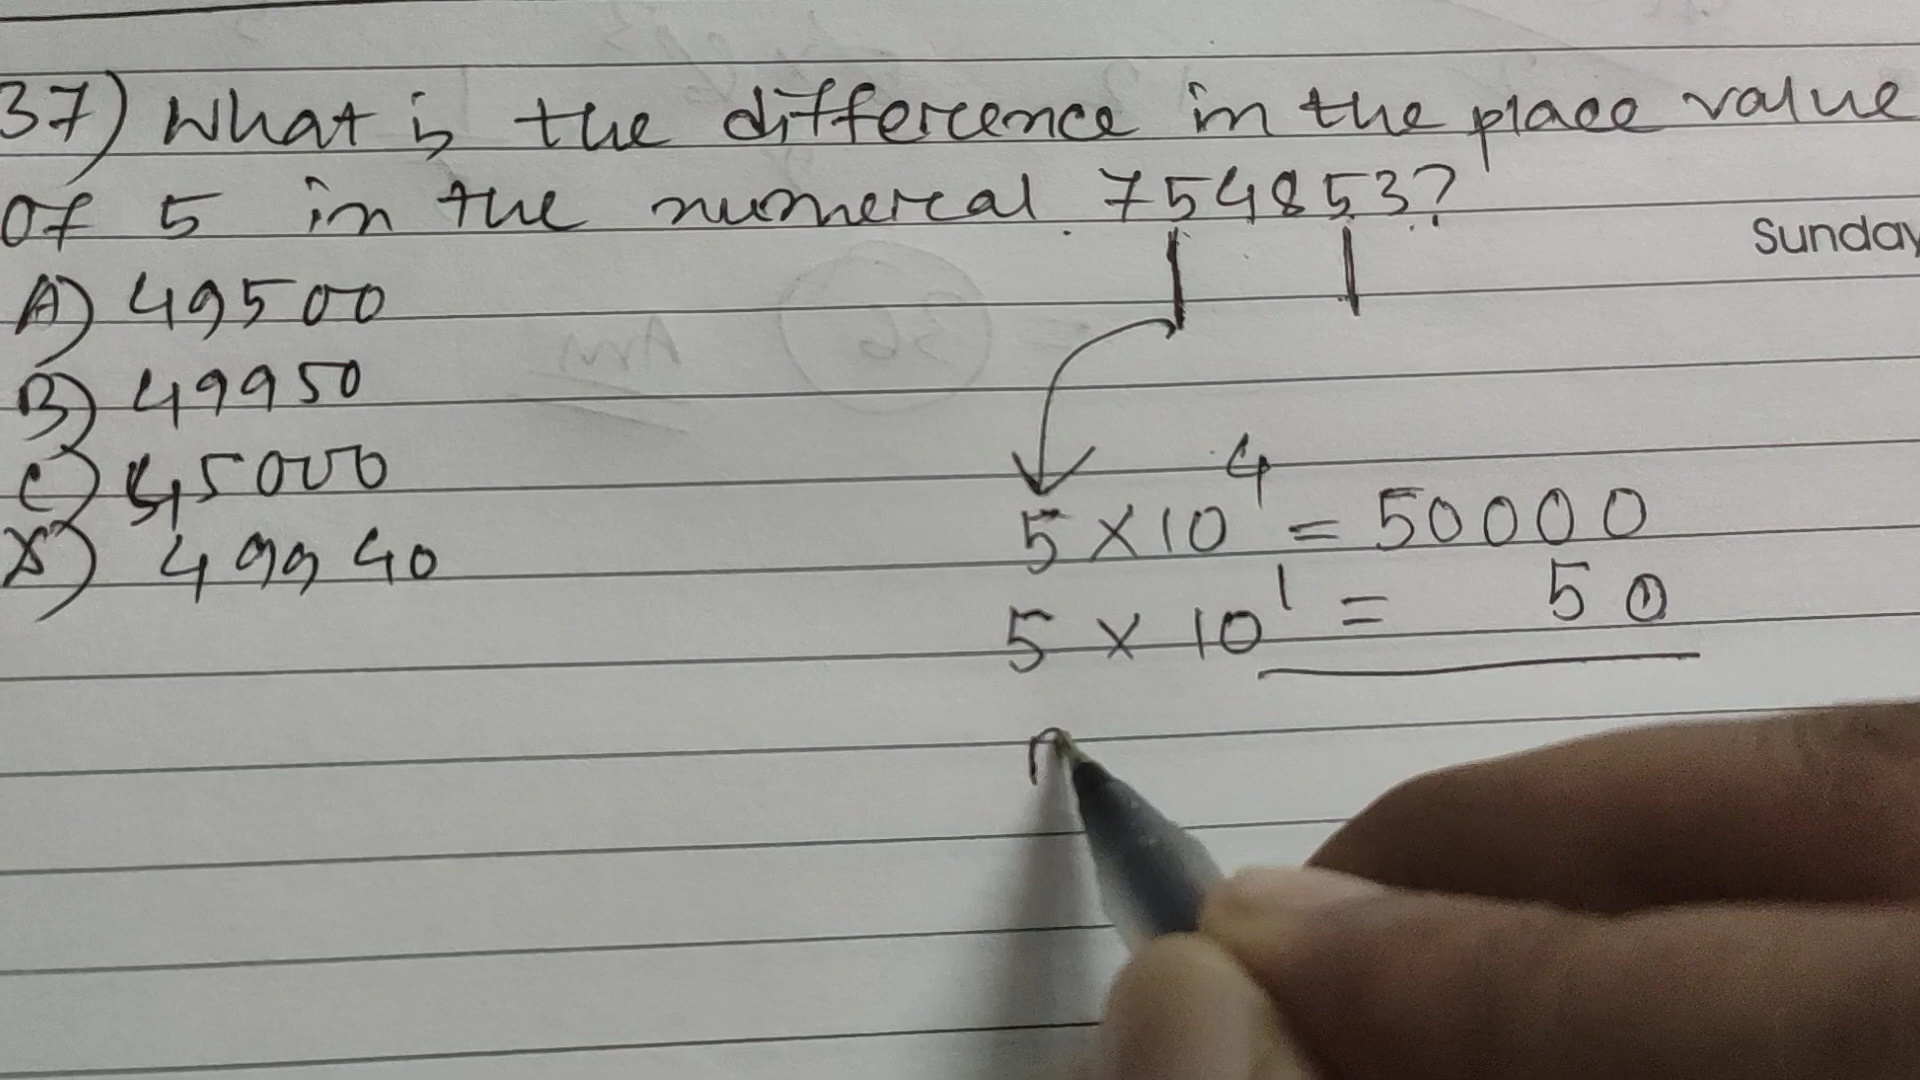 37) What is the difference in the place value
of 5 in the numercal 754853?
Sunday
A) 49500
B) 49950
C) 45000
D) 49940
5 × 10⁴ = 50000
5 × 10¹ = 50